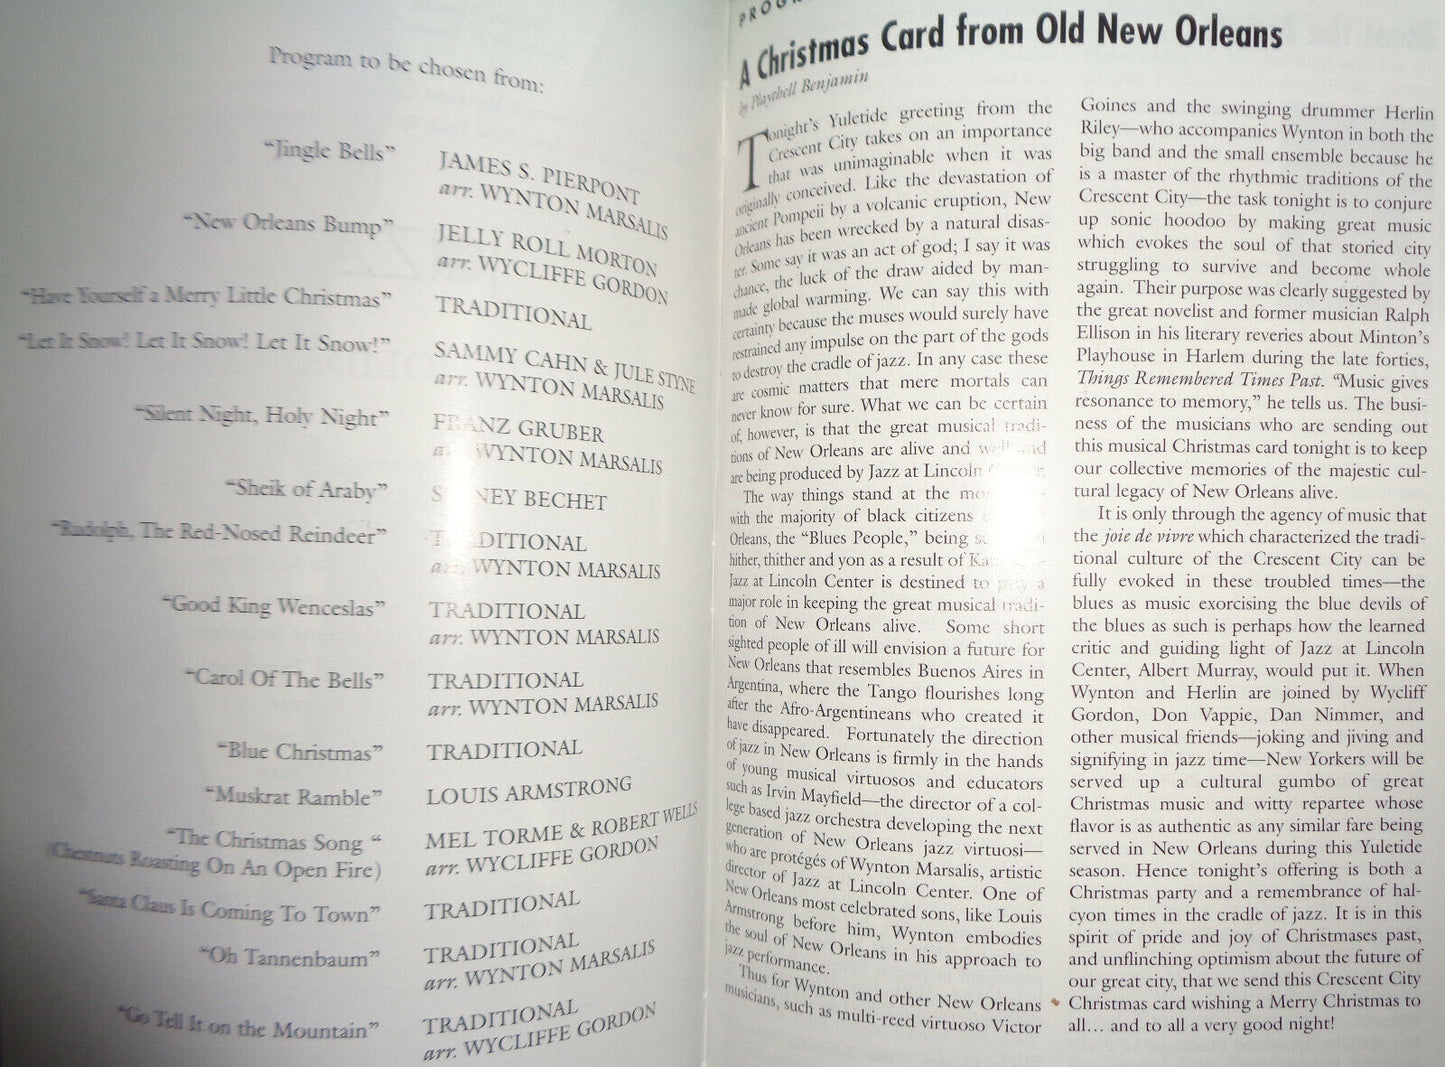 Program to be chosen from:
"Jingle Bells" JAMES S. PIERPONT
arr. WYNTON MARSALIS
"New Orleans Bump" JELLY ROLL MORTON
arr. WYCLIFFE GORDON
"Have Yourself a Merry Little Christmas" TRADITIONAL
"Let It Snow! Let It Snow! Let It Snow!" SAMMY CAHN & JULE STYNE
arr. WYNTON MARSALIS
"Silent Night, Holy Night" FRANZ GRUBER
WYNTON MARSALIS
"Sheik of Araby" SIDNEY BECHET
"Rudolph, The Red-Nosed Reindeer" TRADITIONAL
arr. WYNTON MARSALIS
"Good King Wenceslas" TRADITIONAL
arr. WYNTON MARSALIS
"Carol Of The Bells" TRADITIONAL
arr. WYNTON MARSALIS
"Blue Christmas" TRADITIONAL
"Muskrat Ramble" LOUIS ARMSTRONG
"The Christmas Song " MEL TORME & ROBERT WELLS
(Chestnuts Roasting On An Open Fire) arr. WYCLIFFE GORDON
"Santa Claus Is Coming To Town" TRADITIONAL
"Oh Tannenbaum" TRADITIONAL
arr. WYNTON MARSALIS
"Go Tell It on the Mountain" TRADITIONAL
arr. WYCLIFFE GORDON
A Christmas Card from Old New Orleans
by Playthell Benjamin
Tonight's Yuletide greeting from the
Crescent City takes on an importance
that was unimaginable when it was
originally conceived. Like the devastation of
ancient Pompeii by a volcanic eruption, New
Orleans has been wrecked by a natural disas-
ter. Some say it was an act of god; I say it was
chance, the luck of the draw aided by man-
made global warming. We can say this with
certainty because the muses would surely have
restrained any impulse on the part of the gods
to destroy the cradle of jazz. In any case these
are cosmic matters that mere mortals can
never know for sure. What we can be certain
of, however, is that the great musical tradi-
tions of New Orleans are alive and well and
are being produced by Jazz at Lincoln
The way things stand at the
with the majority of black citizens
Orleans, the "Blues People," being
hither, thither and yon as a result of
Jazz at Lincoln Center is destined to play a
major role in keeping the great musical tradi-
tion of New Orleans alive. Some short
sighted people of ill will envision a future for
New Orleans that resembles Buenos Aires in
Argentina, where the Tango flourishes long
after the Afro-Argentineans who created it
have disappeared. Fortunately the direction
of jazz in New Orleans is firmly in the hands
of young musical virtuosos and educators
such as Irvin Mayfield—the director of a col-
lege based jazz orchestra developing the next
generation of New Orleans jazz virtuosi—
who are protégés of Wynton Marsalis, artistic
director of Jazz at Lincoln Center. One of
New Orleans most celebrated sons, like Louis
Armstrong before him, Wynton embodies
the soul of New Orleans in his approach to
jazz performance.
Thus for Wynton and other New Orleans
musicians, such as multi-reed virtuoso Victor
Goines and the swinging drummer Herlin
Riley—who accompanies Wynton in both the
big band and the small ensemble because he
is a master of the rhythmic traditions of the
Crescent City—the task tonight is to conjure
up sonic hoodoo by making great music
which evokes the soul of that storied city
struggling to survive and become whole
again. Their purpose was clearly suggested by
the great novelist and former musician Ralph
Ellison in his literary reveries about Minton's
Playhouse in Harlem during the late forties,
Things Remembered Times Past. "Music gives
resonance to memory," he tells us. The busi-
ness of the musicians who are sending out
this musical Christmas card tonight is to keep
our collective memories of the majestic cul-
tural legacy of New Orleans alive.
It is only through the agency of music that
the joie de vivre which characterized the tradi-
tional culture of the Crescent City can be
fully evoked in these troubled times—the
blues as music exorcising the blue devils of
the blues as such is perhaps how the learned
critic and guiding light of Jazz at Lincoln
Center, Albert Murray, would put it. When
Wynton and Herlin are joined by Wycliff
Gordon, Don Vappie, Dan Nimmer, and
other musical friends—joking and jiving and
signifying in jazz time—New Yorkers will be
served up a cultural gumbo of great
Christmas music and witty repartee whose
flavor is as authentic as any similar fare being
served in New Orleans during this Yuletide
season. Hence tonight's offering is both a
Christmas party and a remembrance of hal-
cyon times in the cradle of jazz. It is in this
spirit of pride and joy of Christmases past,
and unflinching optimism about the future of
our great city, that we send this Crescent City
Christmas card wishing a Merry Christmas to
all... and to all a very good night!